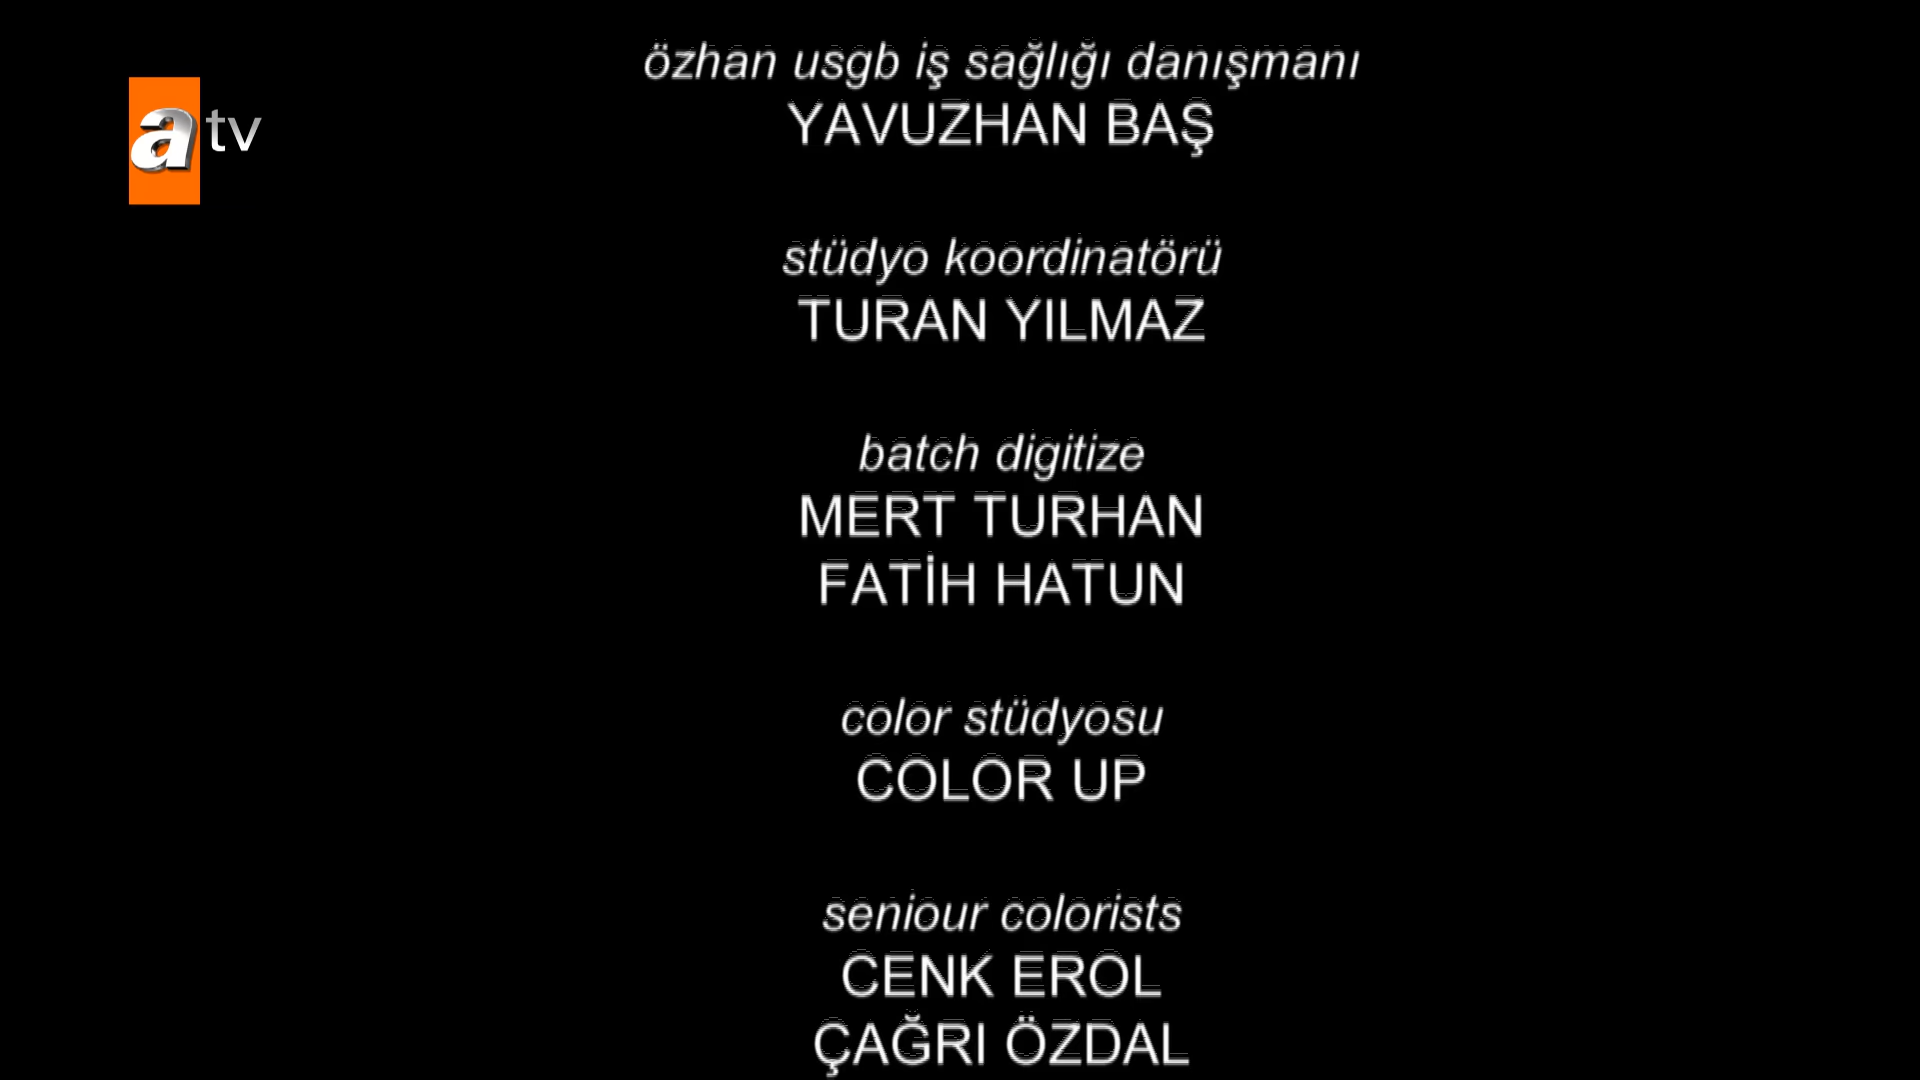 atv
özhan usgb iş sağlığı danışmanı
YAVUZHAN BAŞ
stüdyo koordinatörü
TURAN YILMAZ
batch digitize
MERT TURHAN
FATİH HATUN
color stüdyosu
COLOR UP
seniour colorists
CENK EROL
ÇAĞRI ÖZDAL